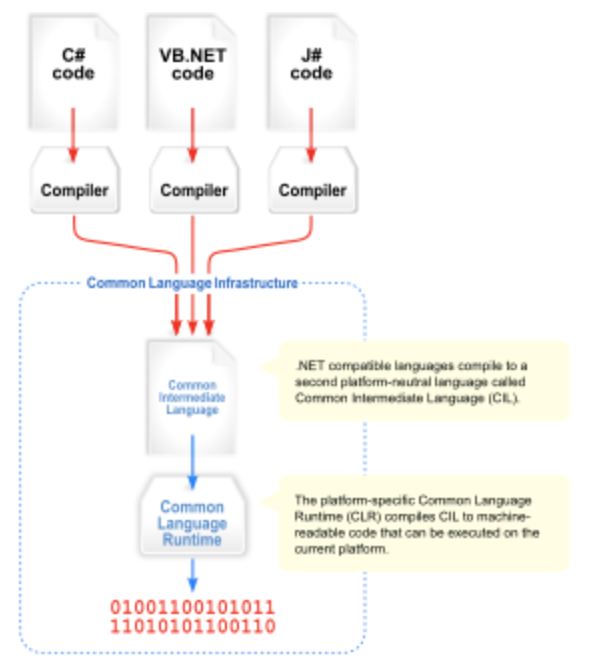 C# code
VB.NET code
J# code
Compiler
Compiler
Compiler
Common Language Infrastructure
Common
Intermediate
Language
.NET compatible languages compile to a
second platform-neutral language called
Common Intermediate Language (CIL).
Common
Language
Runtime
The platform-specific Common Language
Runtime (CLR) compiles CIL to machine-
readable code that can be executed on the
current platform.
01001100101011
11010101100110